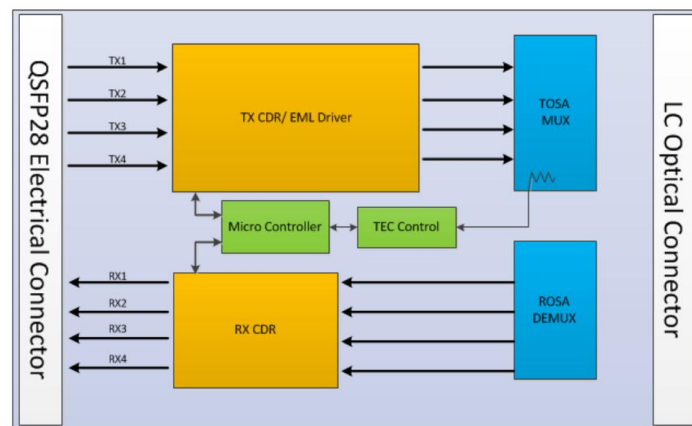 QSFP28 Electrical Connector
TX1
TX2
TX3
TX4
TX CDR/ EML Driver
TOSA
MUX
LC Optical Connector
Micro Controller
TEC Control
RX1
RX2
RX3
RX4
RX CDR
ROSA
DEMUX